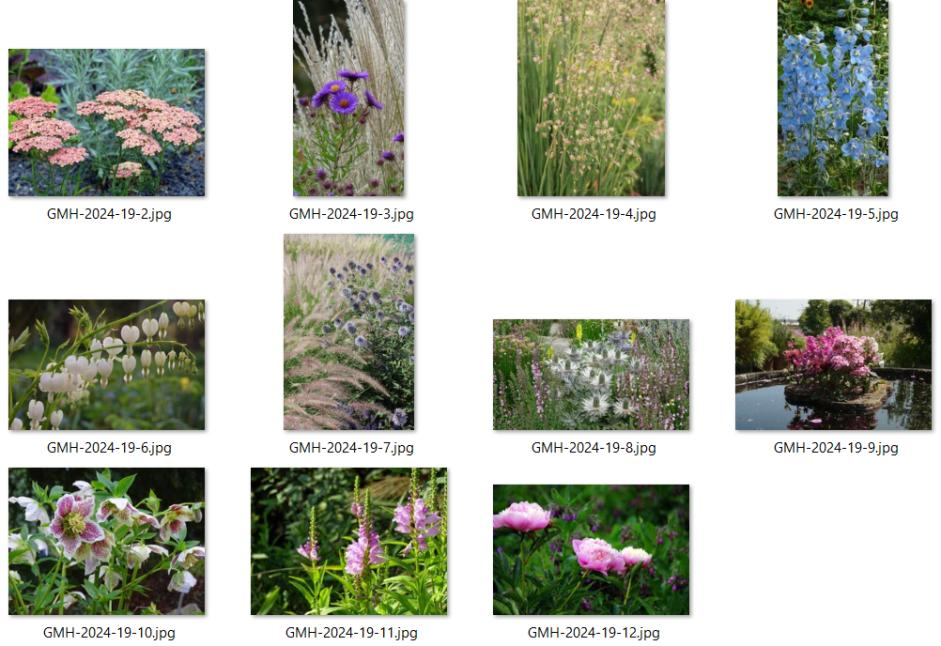 GMH-2024-19-2.jpg
GMH-2024-19-3.jpg
GMH-2024-19-4.jpg
GMH-2024-19-5.jpg
GMH-2024-19-6.jpg
GMH-2024-19-7.jpg
GMH-2024-19-8.jpg
GMH-2024-19-9.jpg
GMH-2024-19-10.jpg
GMH-2024-19-11.jpg
GMH-2024-19-12.jpg